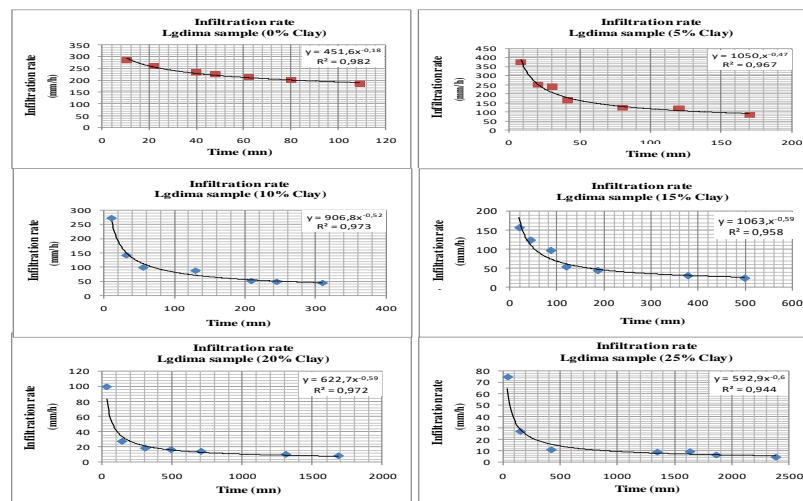 Infiltration rate
Lgdima sample (0% Clay)
Infiltration rate
(mm/h)
350
300
250
200
150
100
50
0
y = 451,6x-0,18
R² = 0,982
0 20 40 60 80 100 120
Time (mn)
Infiltration rate
Lgdima sample (5% Clay)
Infiltration rate
(mm/h)
450
400
350
300
250
200
150
100
50
0
y = 1050,x-0,47
R² = 0,967
0 50 100 150 200
Time (mn)
Infiltration rate
Lgdima sample (10% Clay)
Infiltration rate
(mm/h)
300
250
200
150
100
50
0
y = 906,8x-0,52
R² = 0,973
0 100 200 300 400
Time (mn)
Infiltration rate
Lgdima sample (15% Clay)
Infiltration rate
200
150
100
50
0
y = 1063,x-0,59
R² = 0,958
0 100 200 300 400 500 600
Time (mn)
Infiltration rate
Lgdima sample (20% Clay)
Infiltration rate
(mm/h)
120
100
80
60
40
20
0
y = 622,7x-0,59
R² = 0,972
0 500 1000 1500 2000
Time (mn)
Infiltration rate
Lgdima sample (25% Clay)
Infiltration rate
(mm/h)
80
70
60
50
40
30
20
10
0
y = 592,9x-0,6
R² = 0,944
0 500 1000 1500 2000 2500
Time (mn)